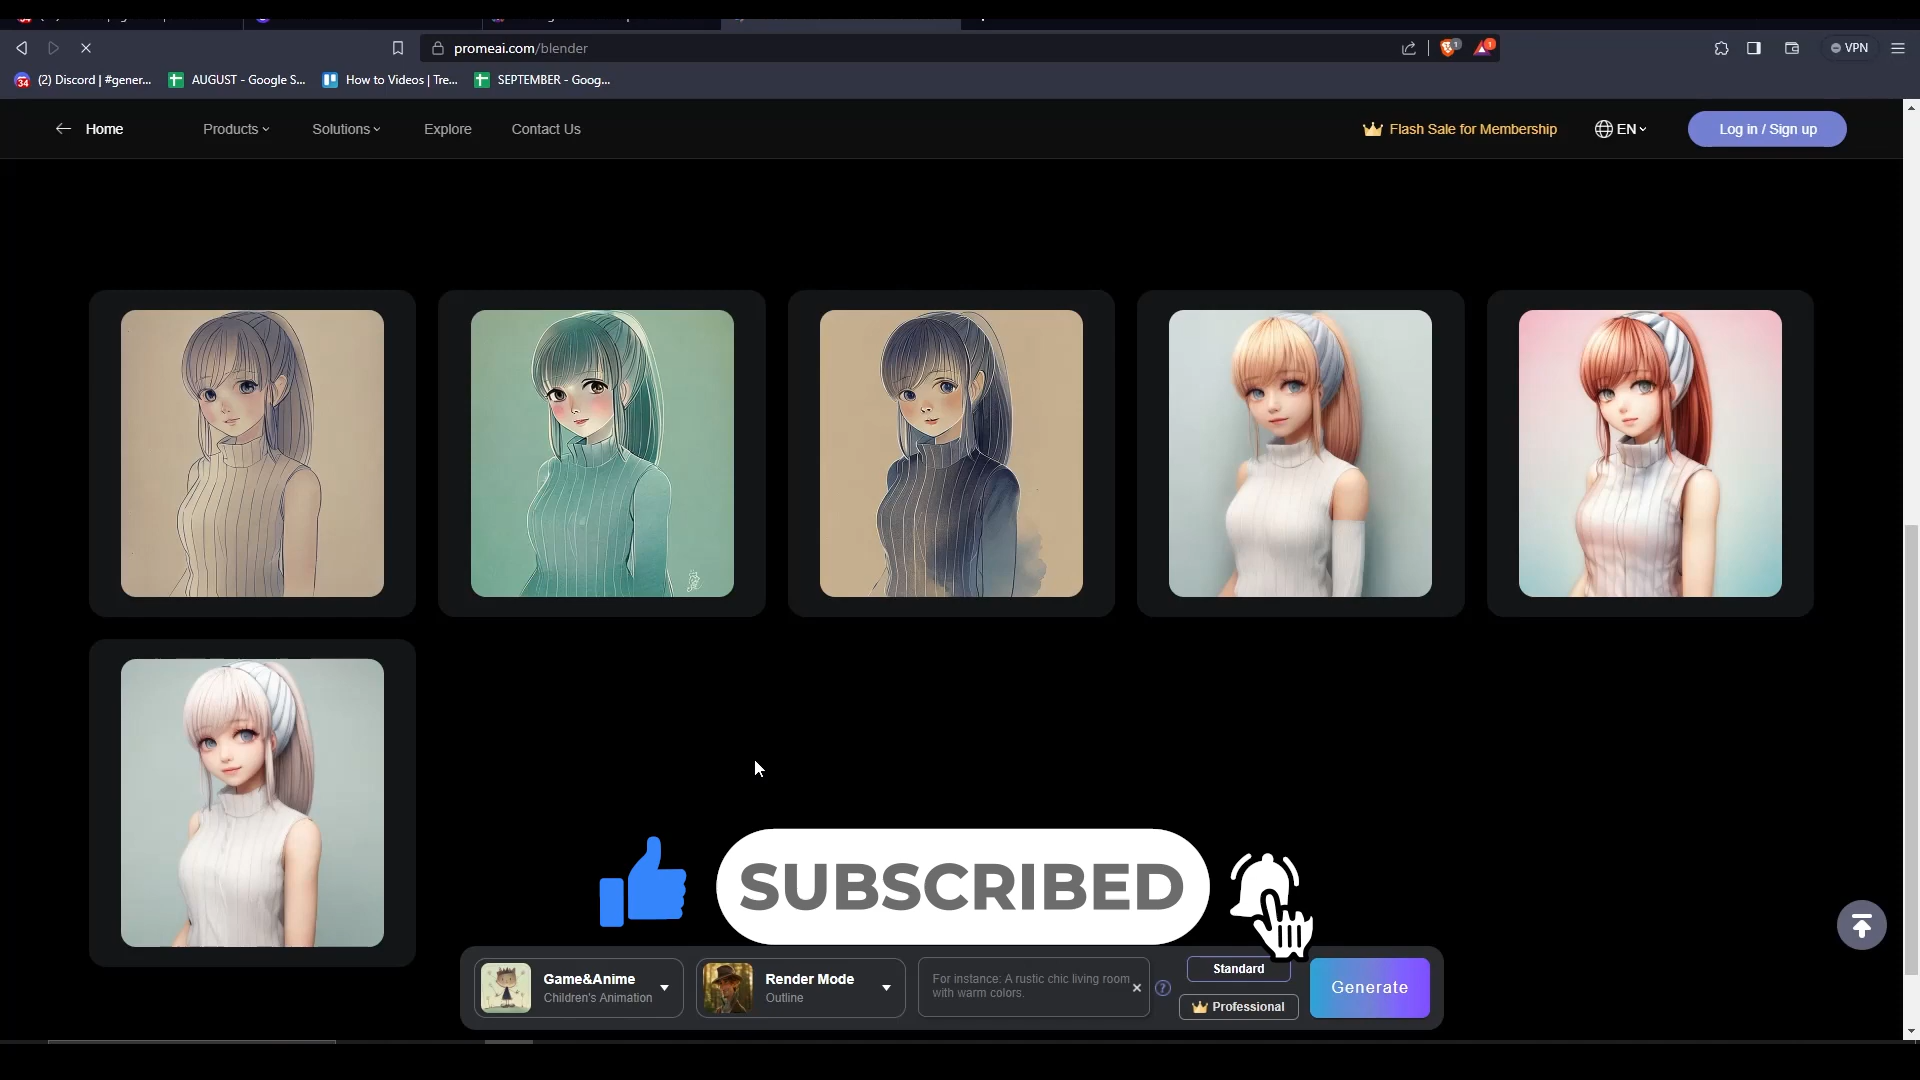 promeai.com/blender
VPN
(2) Discord | #gener...
AUGUST - Google S...
How to Videos | Tre...
SEPTEMBER - Goog...
Home
Products
Solutions
Explore
Contact Us
Flash Sale for Membership
EN
Log in / Sign up
SUBSCRIBED
Game&Anime
Children's Animation
Render Mode
Outline
For instance: A rustic chic living room
with warm colors.
Standard
Professional
Generate